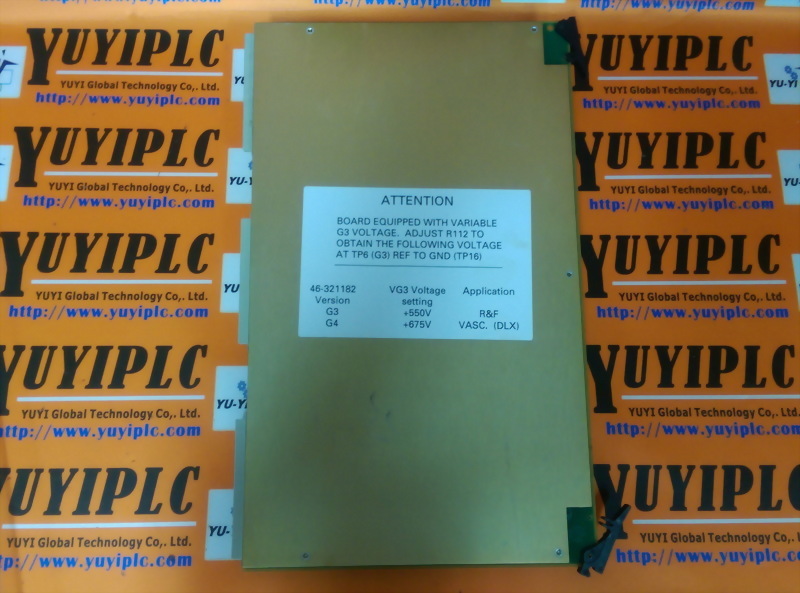 YUYIPLC
YUYI Global Technology Co,. Ltd.
http://www.yuyiplc.com
YUYIPLC
YUYI Global Technology Co,. Ltd.
http://www.yuyiplc.com
YU-YI
YUYIPLC
YUYI Global Technology Co,. Ltd.
http://www.yuyiplc.com
YU-
YUYIPLC
YUYI Global Technology Co,. Ltd.
http://www.yuyiplc.com
ATTENTION
BOARD EQUIPPED WITH VARIABLE
G3 VOLTAGE. ADJUST R112 TO
OBTAIN THE FOLLOWING VOLTAGE
AT TP6 (G3) REF TO GND (TP16)
46-321182 VG3 Voltage Application
Version setting
G3 +550V R&F
G4 +675V VASC. (DLX)
YUYIPLC
YUYI Global Technology Co,. Ltd.
http://www.yuyiplc.com
YUYIPLC
YUYI Global Technology Co,. Ltd.
http://www.yuyiplc.com
YUYIPLC
YUYI Global Technology Co,. Ltd.
http://www.yuyiplc.com
YU-YI
YUYIPLC
YUYI Global Technology Co,. Ltd.
http://www.yuyiplc.com
YUYIPLC
YUYI Global Technology Co,. Ltd.
http://www.yuyiplc.com
YU-
YUYIPLC
YUYI Global Technology Co,. Ltd.
http://www.yuyiplc.com